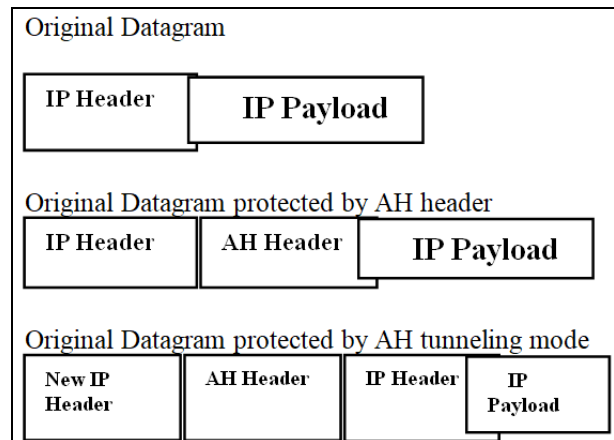 Original Datagram
IP Header
IP Payload
Original Datagram protected by AH header
IP Header
AH Header
IP Payload
Original Datagram protected by AH tunneling mode
New IP
Header
AH Header
IP Header
IP
Payload